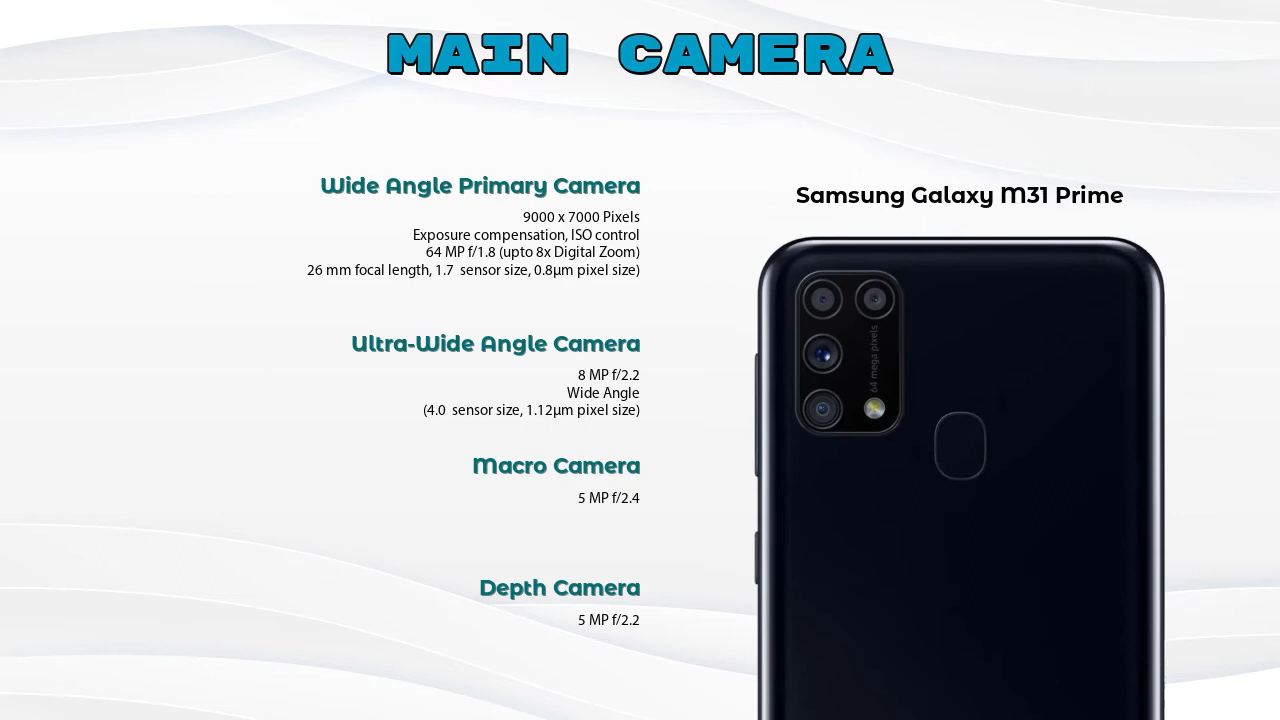 MAIN CAMERA
Wide Angle Primary Camera
9000 x 7000 Pixels
Exposure compensation, ISO control
64 MP f/1.8 (upto 8x Digital Zoom)
26 mm focal length, 1.7  sensor size, 0.8μm pixel size)
Ultra-Wide Angle Camera
8 MP f/2.2
Wide Angle
(4.0  sensor size, 1.12μm pixel size)
Macro Camera
5 MP f/2.4
Depth Camera
5 MP f/2.2
Samsung Galaxy M31 Prime
64 mega pixels